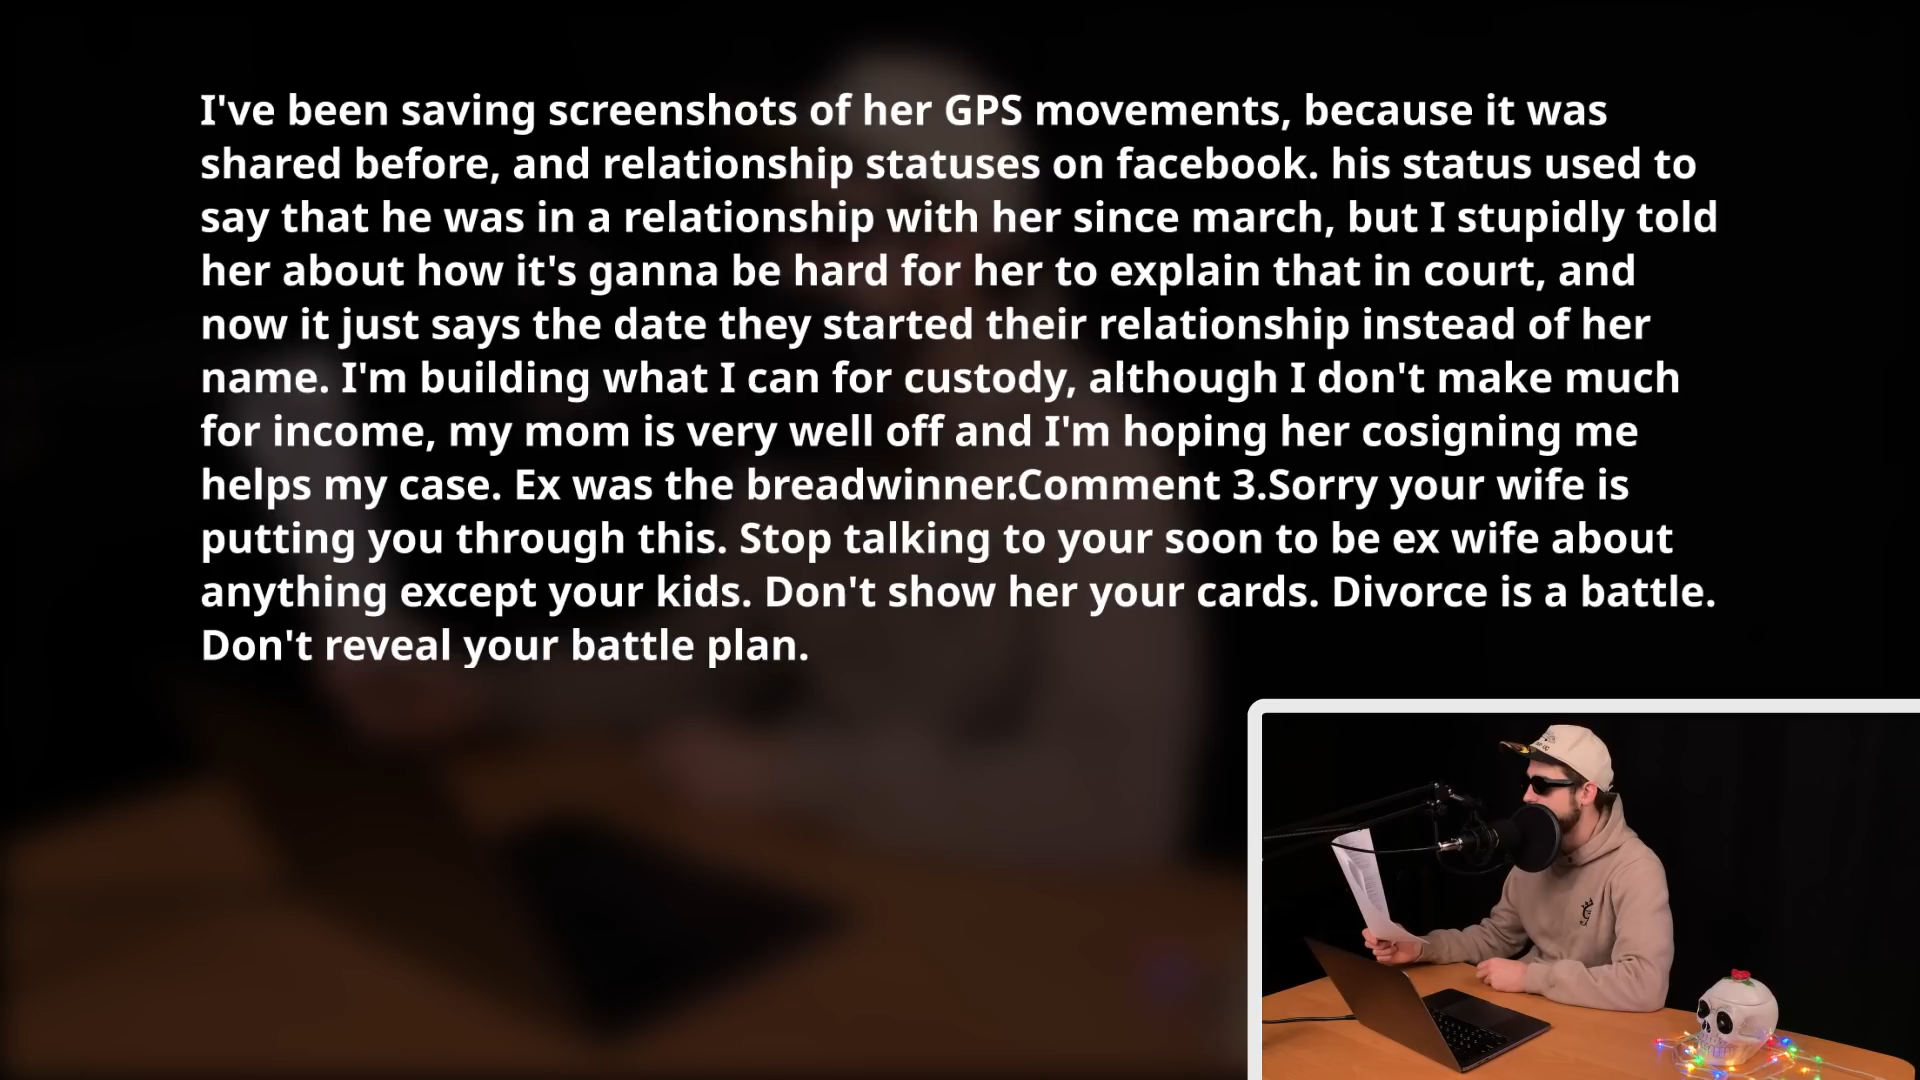 I've been saving screenshots of her GPS movements, because it was
shared before, and relationship statuses on facebook. his status used to
say that he was in a relationship with her since march, but I stupidly told
her about how it's ganna be hard for her to explain that in court, and
now it just says the date they started their relationship instead of her
name. I'm building what I can for custody, although I don't make much
for income, my mom is very well off and I'm hoping her cosigning me
helps my case. Ex was the breadwinner.Comment 3.Sorry your wife is
putting you through this. Stop talking to your soon to be ex wife about
anything except your kids. Don't show her your cards. Divorce is a battle.
Don't reveal your battle plan.